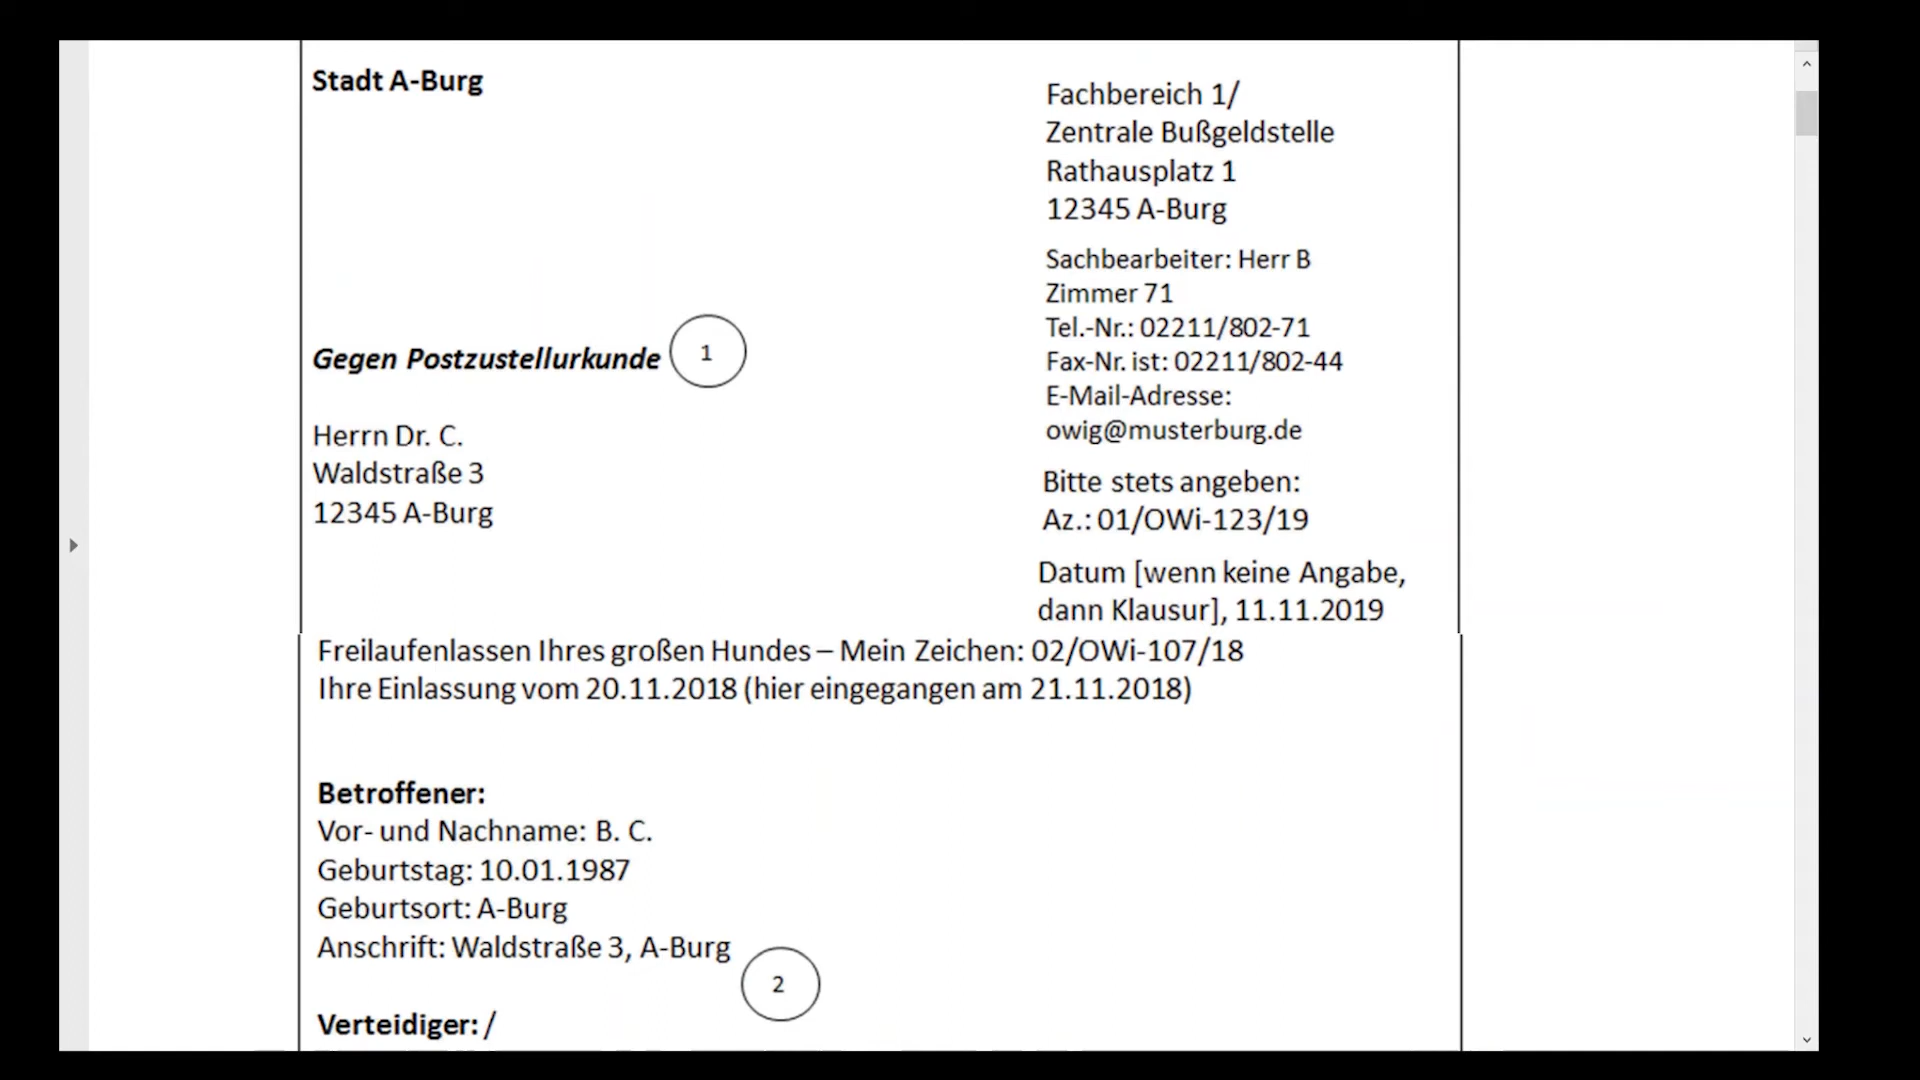 Stadt A-Burg
Fachbereich 1/
Zentrale Bußgeldstelle
Rathausplatz 1
12345 A-Burg
Sachbearbeiter: Herr B
Zimmer 71
Tel.-Nr.: 02211/802-71
Fax-Nr. ist: 02211/802-44
E-Mail-Adresse:
owig@musterburg.de
Bitte stets angeben:
Az.: 01/OWi-123/19
Datum [wenn keine Angabe,
dann Klausur], 11.11.2019
Gegen Postzustellurkunde 1
Herrn Dr. C.
Waldstraße 3
12345 A-Burg
Freilaufenlassen Ihres großen Hundes – Mein Zeichen: 02/OWi-107/18
Ihre Einlassung vom 20.11.2018 (hier eingegangen am 21.11.2018)
Betroffener:
Vor- und Nachname: B. C.
Geburtstag: 10.01.1987
Geburtsort: A-Burg
Anschrift: Waldstraße 3, A-Burg
2
Verteidiger: /